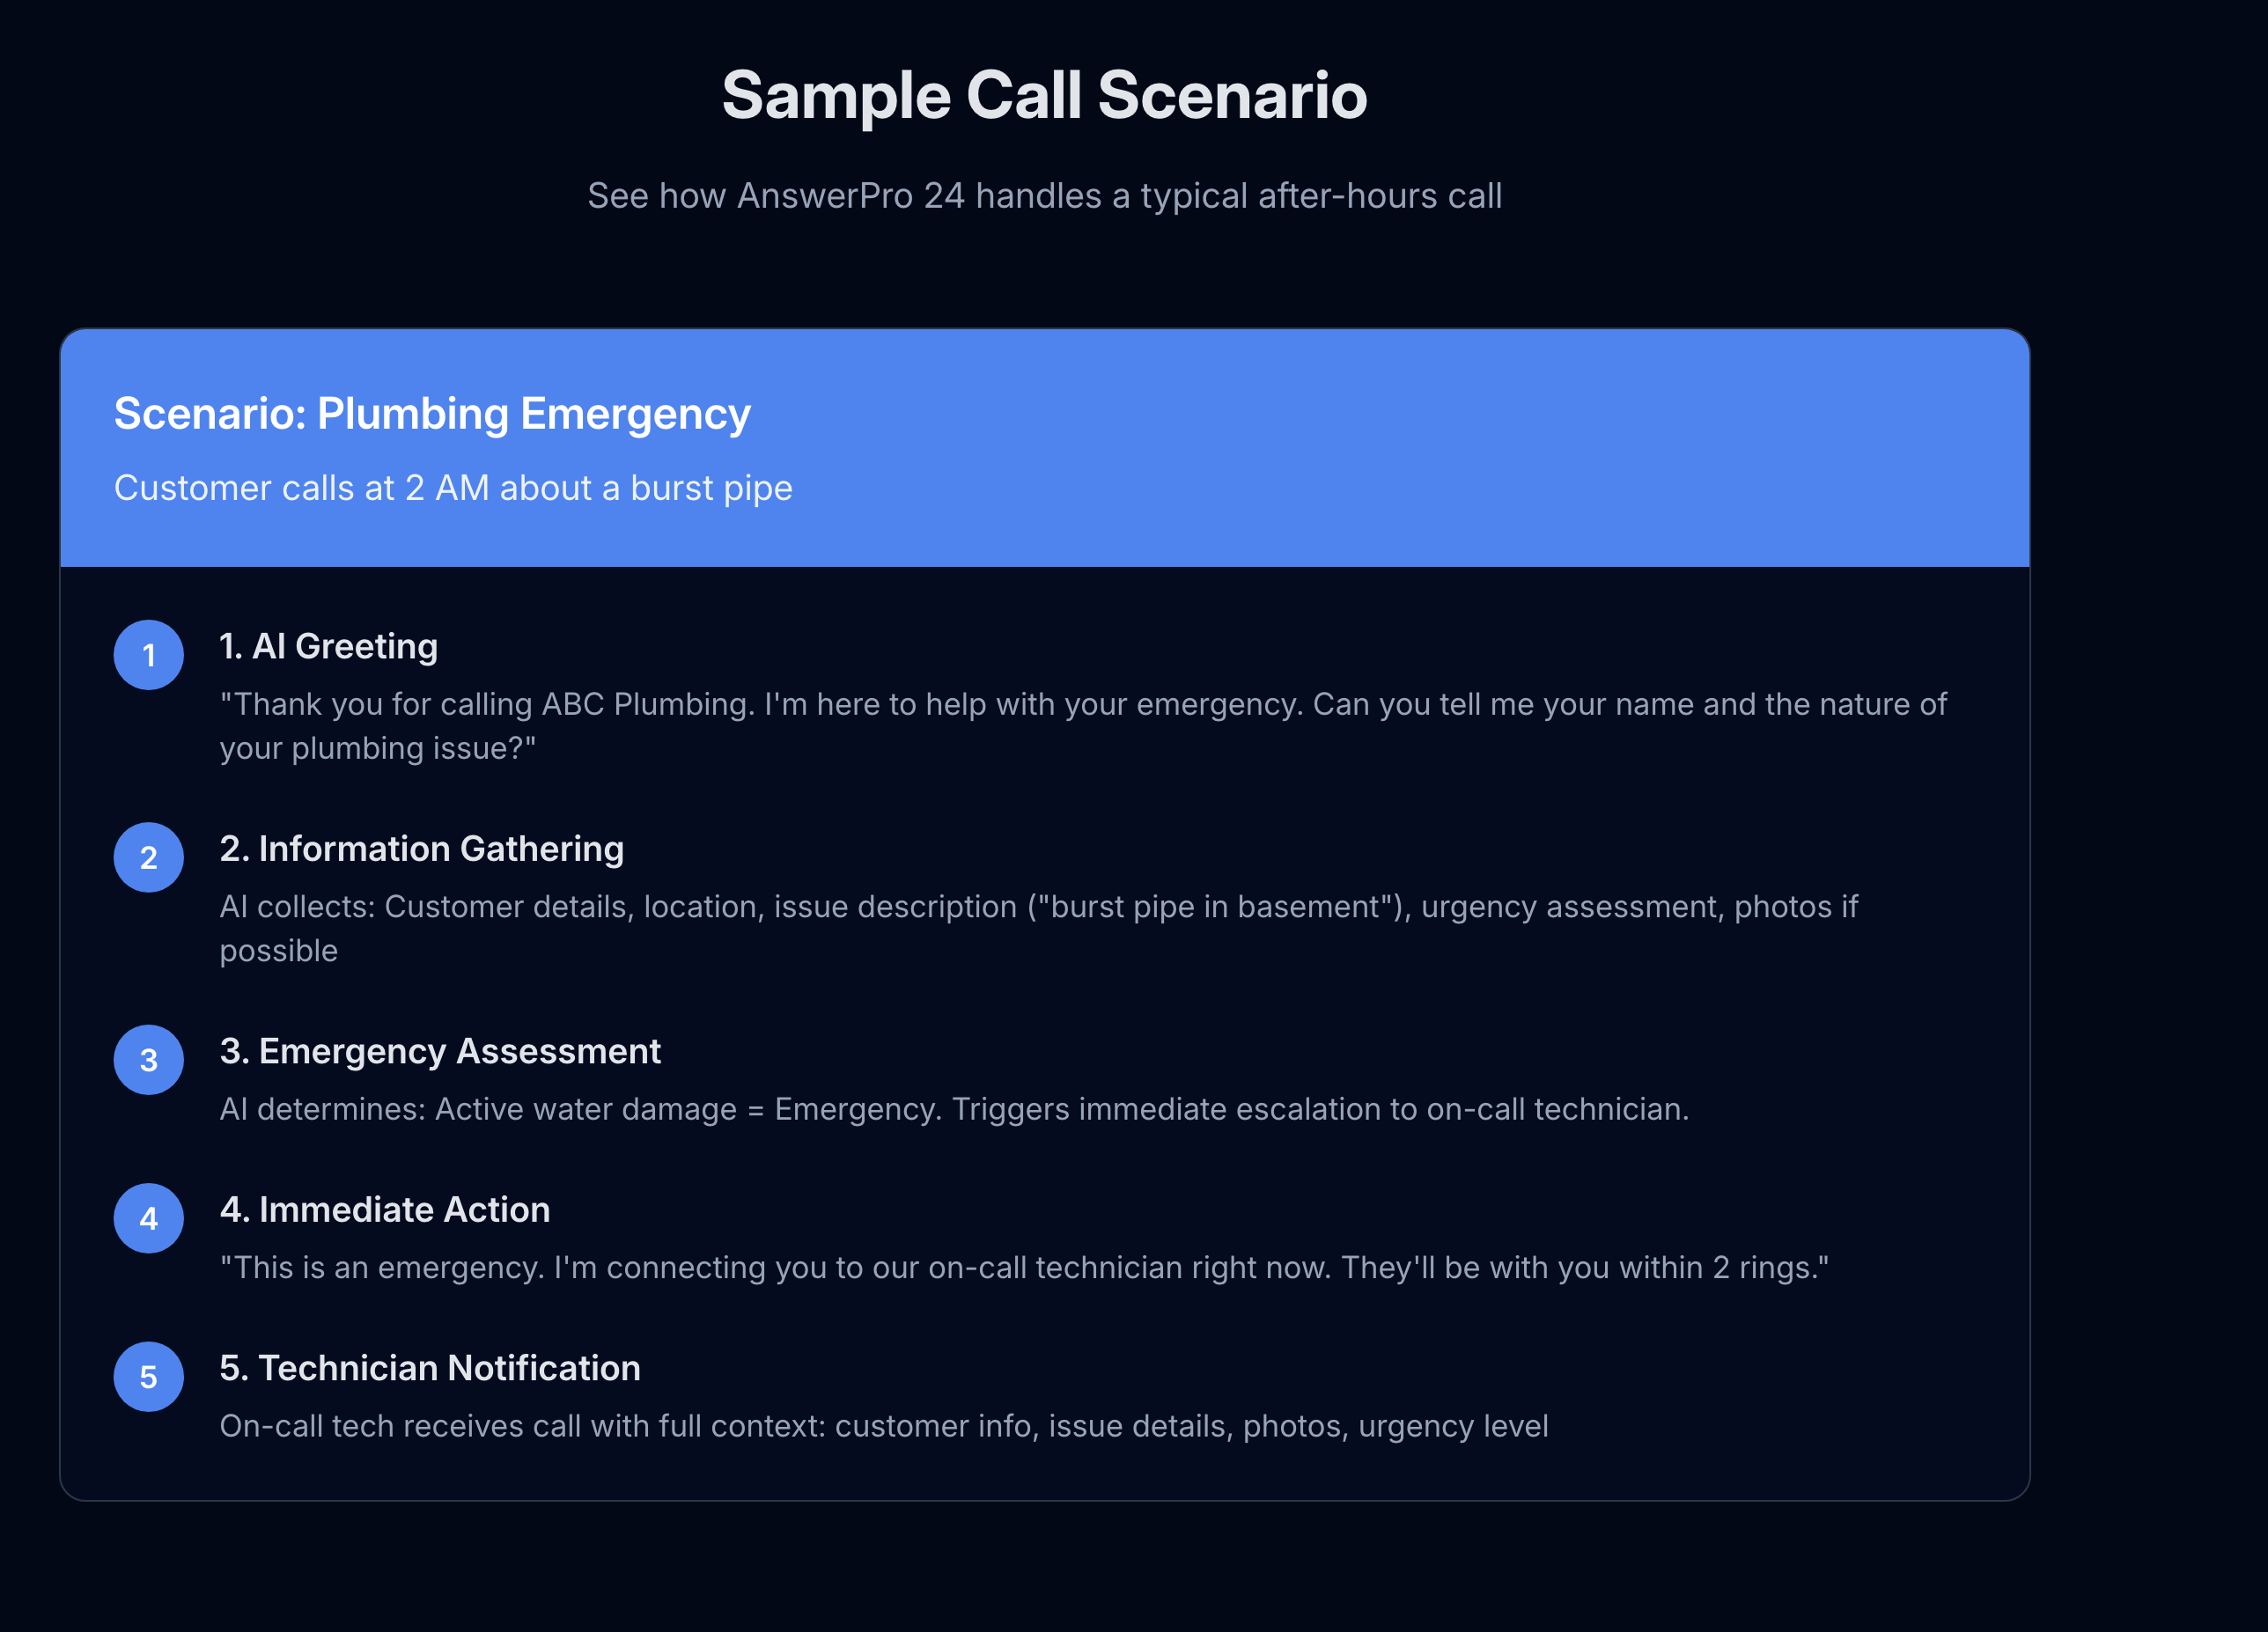 Sample Call Scenario
See how AnswerPro 24 handles a typical after-hours call
Scenario: Plumbing Emergency
Customer calls at 2 AM about a burst pipe
1
1. AI Greeting
"Thank you for calling ABC Plumbing. I'm here to help with your emergency. Can you tell me your name and the nature of
your plumbing issue?"
2
2. Information Gathering
AI collects: Customer details, location, issue description ("burst pipe in basement"), urgency assessment, photos if
possible
3
3. Emergency Assessment
AI determines: Active water damage = Emergency. Triggers immediate escalation to on-call technician.
4
4. Immediate Action
"This is an emergency. I'm connecting you to our on-call technician right now. They'll be with you within 2 rings."
5
5. Technician Notification
On-call tech receives call with full context: customer info, issue details, photos, urgency level